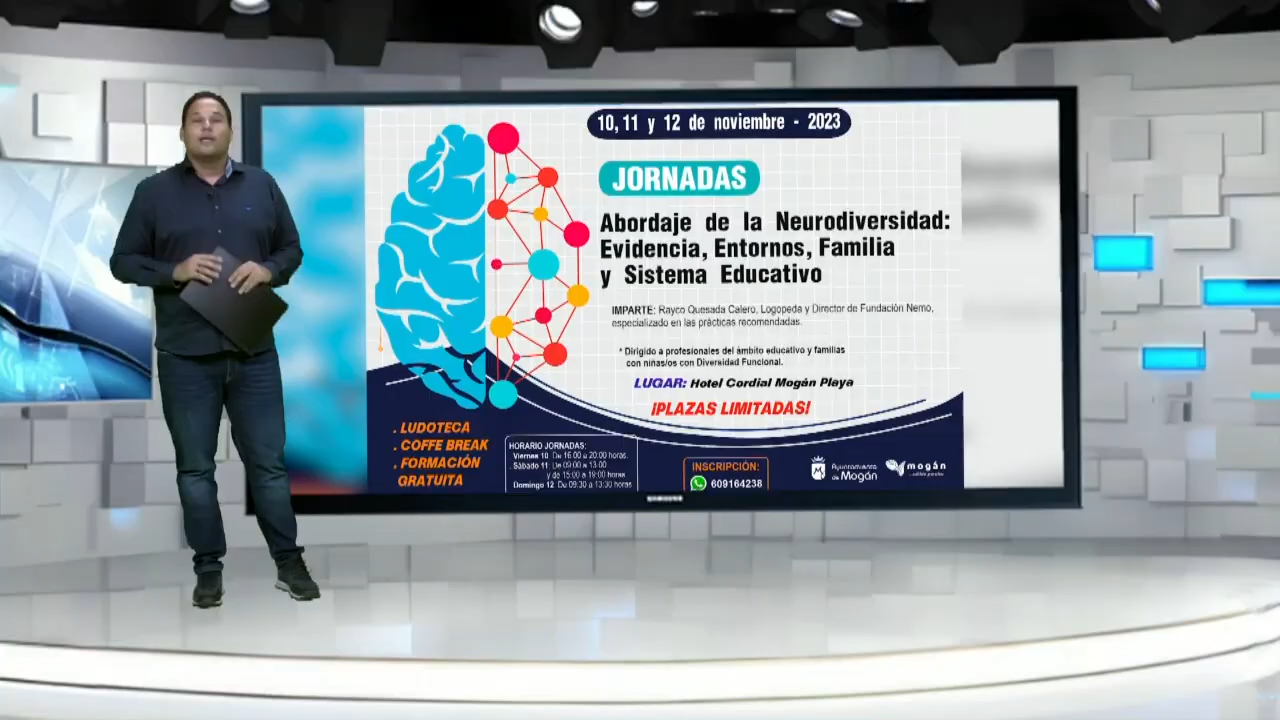 10, 11 y 12 de noviembre - 2023
JORNADAS
Abordaje de la Neurodiversidad:
Evidencia, Entornos, Familia
y Sistema Educativo
IMPARTE: Rayco Quesada Calero, Logopeda y Director de Fundación Nemo,
especializado en las prácticas recomendadas.
* Dirigido a profesionales del ámbito educativo y familias
con niñas/os con Diversidad Funcional.
LUGAR: Hotel Cordial Mogán Playa
¡PLAZAS LIMITADAS!
. LUDOTECA
. COFFE BREAK
. FORMACIÓN
GRATUITA
HORARIO JORNADAS:
Viernes 10: De 16:00 a 20:00 horas.
Sábado 11: De 09:00 a 13:00
y de 15:00 a 19:00 horas
Domingo 12: De 09:30 a 13:30 horas
INSCRIPCIÓN:
609164238
Ayuntamiento
de Mogán
mogán
SAMSUNG